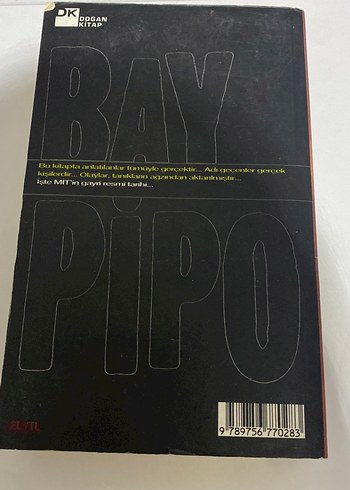 DK DOĞAN
KİTAP
BAY
Bu kitapta anlatılanlar tümüyle gerçektir... Adı geçenler gerçek
kişilerdir... Olaylar, tanıkların ağzından aktarılmıştır...
İşte MİT'in gayri resmi tarihi...
PİPO
9 789756 770283